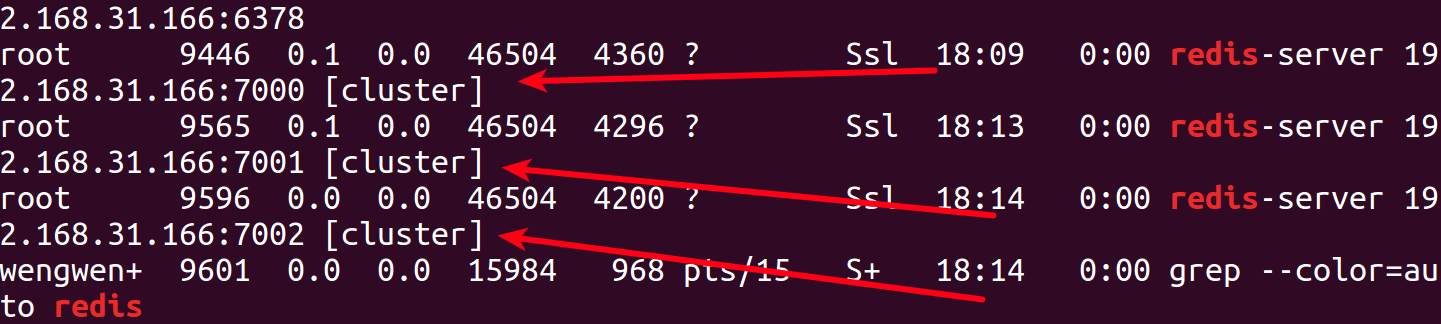 2.168.31.166:6378
root      9446  0.1  0.0  46504  4360 ?        Ssl  18:09   0:00 redis-server 19
2.168.31.166:7000 [cluster]
root      9565  0.1  0.0  46504  4296 ?        Ssl  18:13   0:00 redis-server 19
2.168.31.166:7001 [cluster]
root      9596  0.0  0.0  46504  4200 ?        Ssl  18:14   0:00 redis-server 19
2.168.31.166:7002 [cluster]
wengwen+  9601  0.0  0.0  15984   968 pts/15   S+   18:14   0:00 grep --color=au
to redis